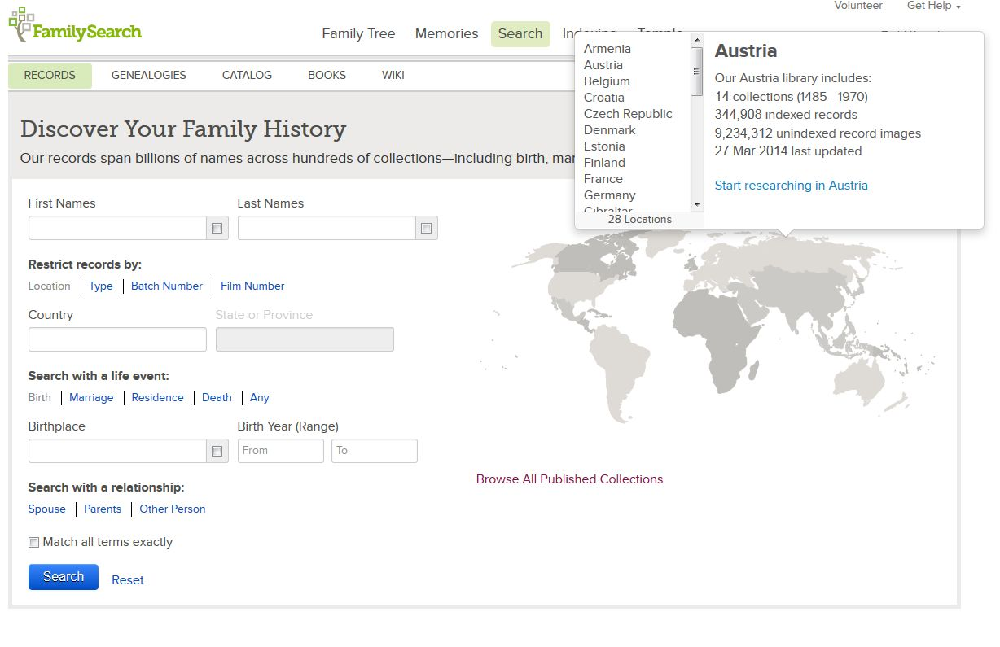 Volunteer Get Help
FamilySearch
Family Tree Memories Search
RECORDS GENEALOGIES CATALOG BOOKS WIKI
Discover Your Family History
Our records span billions of names across hundreds of collections—including birth,
Armenia
Austria
Belgium
Croatia
Czech Republic
Denmark
Estonia
Finland
France
Germany
Gibraltar
28 Locations
Austria
Our Austria library includes:
14 collections (1485 - 1970)
344,908 indexed records
9,234,312 unindexed record images
27 Mar 2014 last updated
Start researching in Austria
First Names Last Names
Restrict records by:
Location Type Batch Number Film Number
Country State or Province
Search with a life event:
Birth Marriage Residence Death Any
Birthplace Birth Year (Range)
From To
Browse All Published Collections
Search with a relationship:
Spouse Parents Other Person
Match all terms exactly
Search Reset